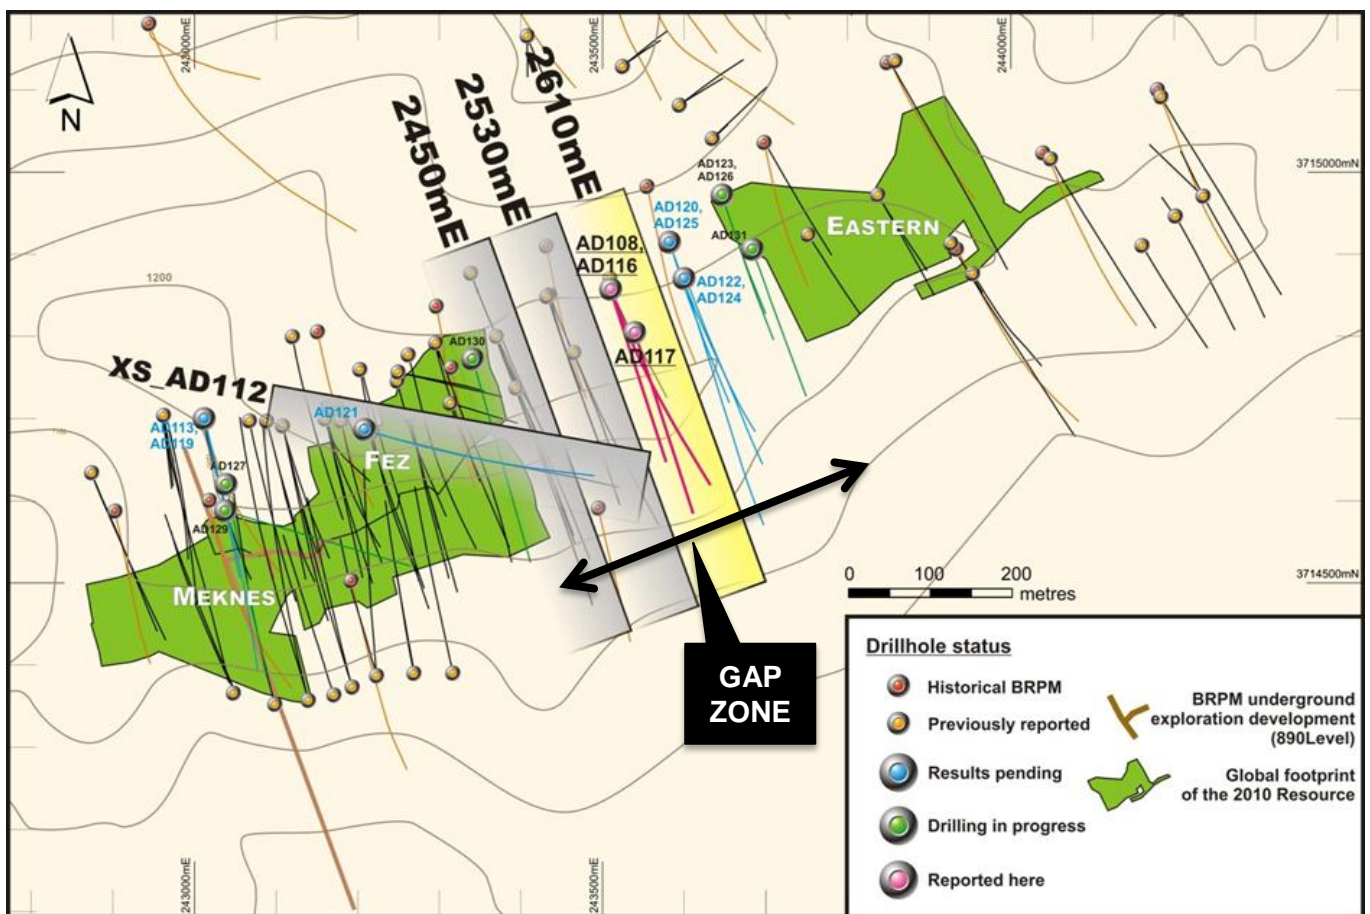 243000mE
243500mE
244000mE
2610mE
2530mE
2450mE
N
3715000mN
AD123,
AD126
AD120,
AD125
AD131
EASTERN
AD108,
AD116
1200
AD122,
AD124
AD117
AD130
XS_AD112
AD121
AD113,
AD119
FEZ
AD127
AD129
MEKNES
0 100 200
metres
3714500mN
GAP
ZONE
Drillhole status
Historical BRPM
Previously reported
Results pending
Drilling in progress
Reported here
BRPM underground
exploration development
(890Level)
Global footprint
of the 2010 Resource
243000mE
243500mE